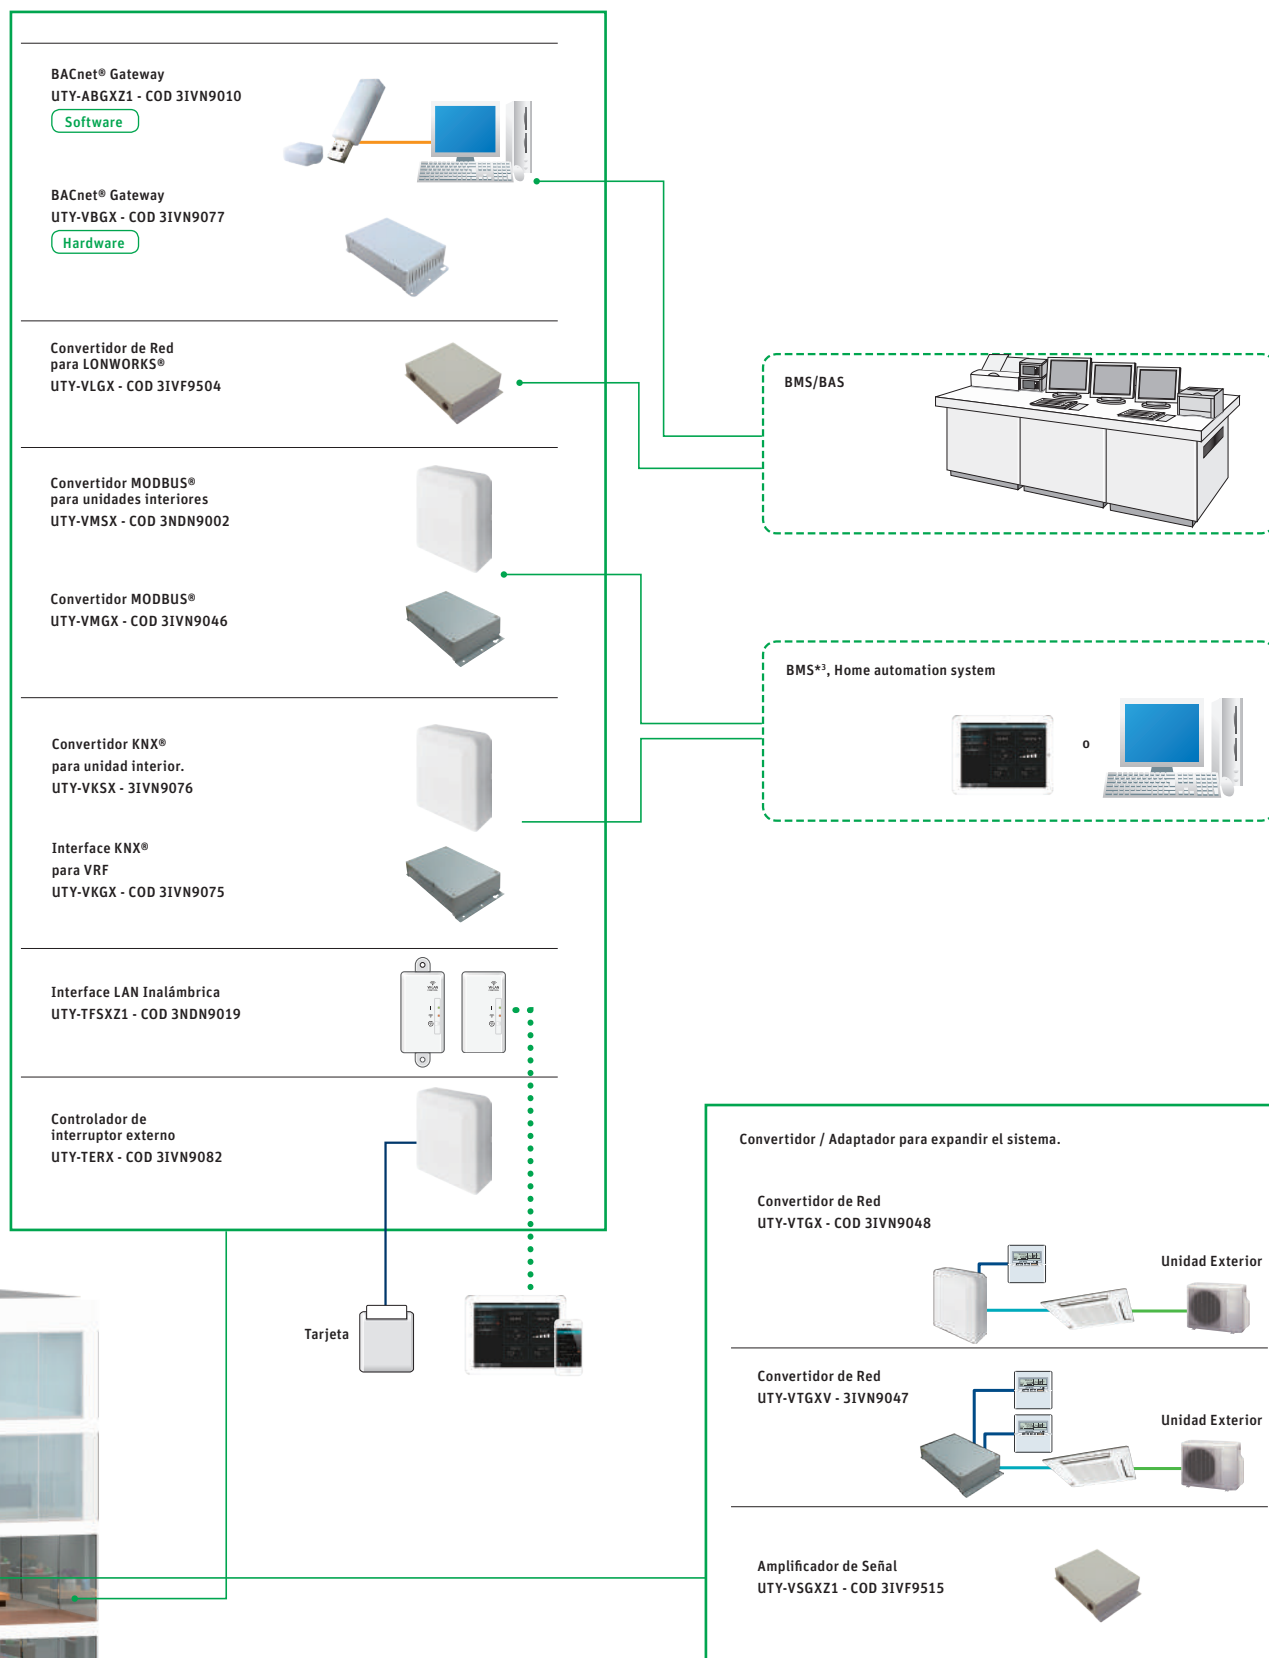 BACnet® Gateway
UTY-ABGXZ1 - COD 3IVN9010
Software
BACnet® Gateway
UTY-VBGX - COD 3IVN9077
Hardware
Convertidor de Red
para LONWORKS®
UTY-VLGX - COD 3IVF9504
BMS/BAS
Convertidor MODBUS®
para unidades interiores
UTY-VMSX - COD 3NDN9002
Convertidor MODBUS®
UTY-VMGX - COD 3IVN9046
BMS*3, Home automation system
o
Convertidor KNX®
para unidad interior.
UTY-VKSX - 3IVN9076
Interface KNX®
para VRF
UTY-VKGX - COD 3IVN9075
Interface LAN Inalámbrica
UTY-TFSXZ1 - COD 3NDN9019
Controlador de
interruptor externo
UTY-TERX - COD 3IVN9082
Tarjeta
Convertidor / Adaptador para expandir el sistema.
Convertidor de Red
UTY-VTGX - COD 3IVN9048
Unidad Exterior
Convertidor de Red
UTY-VTGXV - 3IVN9047
Unidad Exterior
Amplificador de Señal
UTY-VSGXZ1 - COD 3IVF9515